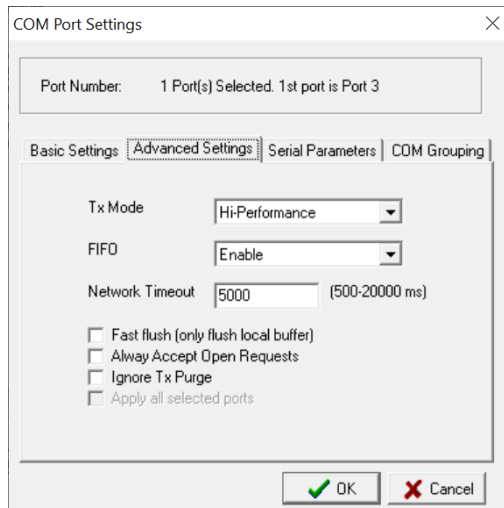 COM Port Settings
Port Number: 1 Port(s) Selected. 1st port is Port 3
Basic Settings Advanced Settings Serial Parameters COM Grouping
Tx Mode Hi-Performance
FIFO Enable
Network Timeout 5000 (500-20000 ms)
Fast flush (only flush local buffer)
Alway Accept Open Requests
Ignore Tx Purge
Apply all selected ports
OK Cancel